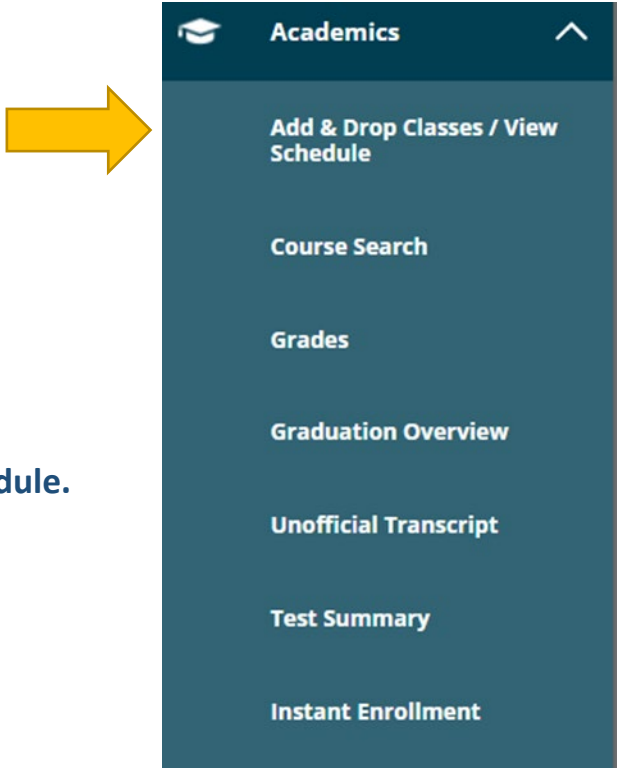 Academics
Add & Drop Classes / View
Schedule
Course Search
Grades
Graduation Overview
dule.
Unofficial Transcript
Test Summary
Instant Enrollment